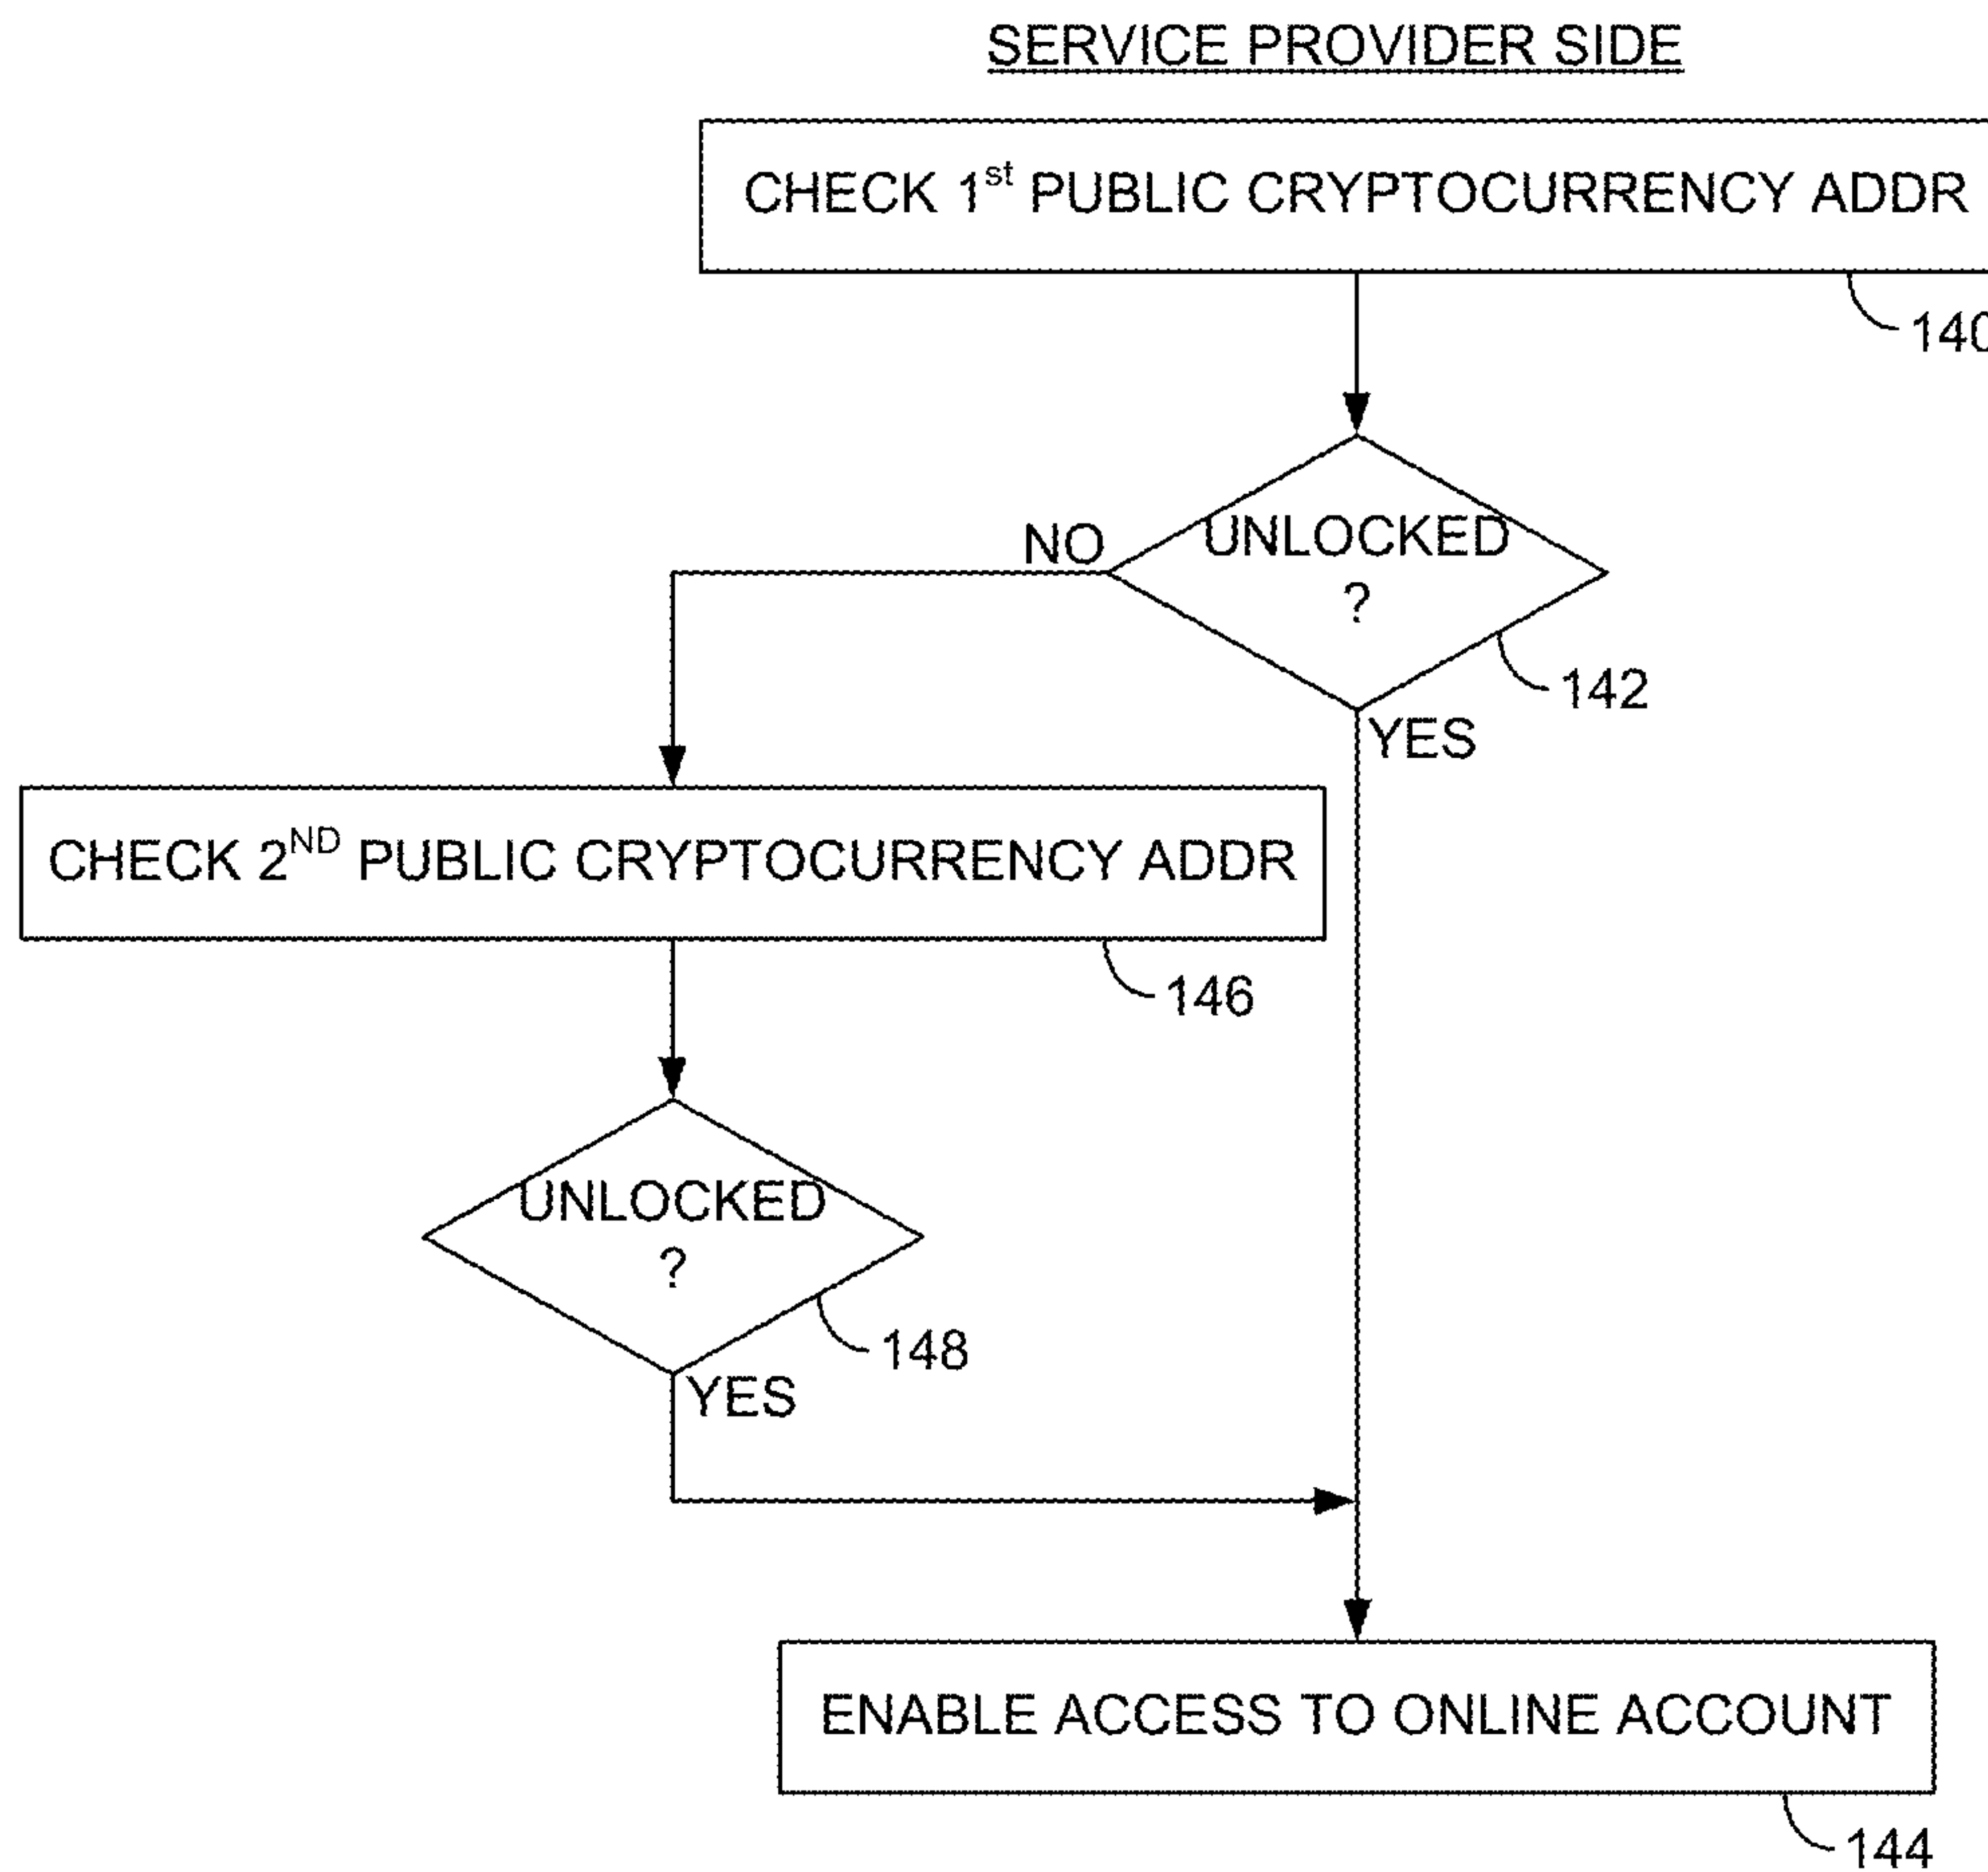 SERVICE PROVIDER SIDE
CHECK 1st PUBLIC CRYPTOCURRENCY ADDR
140
UNLOCKED
?
NO
142
YES
CHECK 2ND PUBLIC CRYPTOCURRENCY ADDR
146
UNLOCKED
?
148
YES
ENABLE ACCESS TO ONLINE ACCOUNT
144